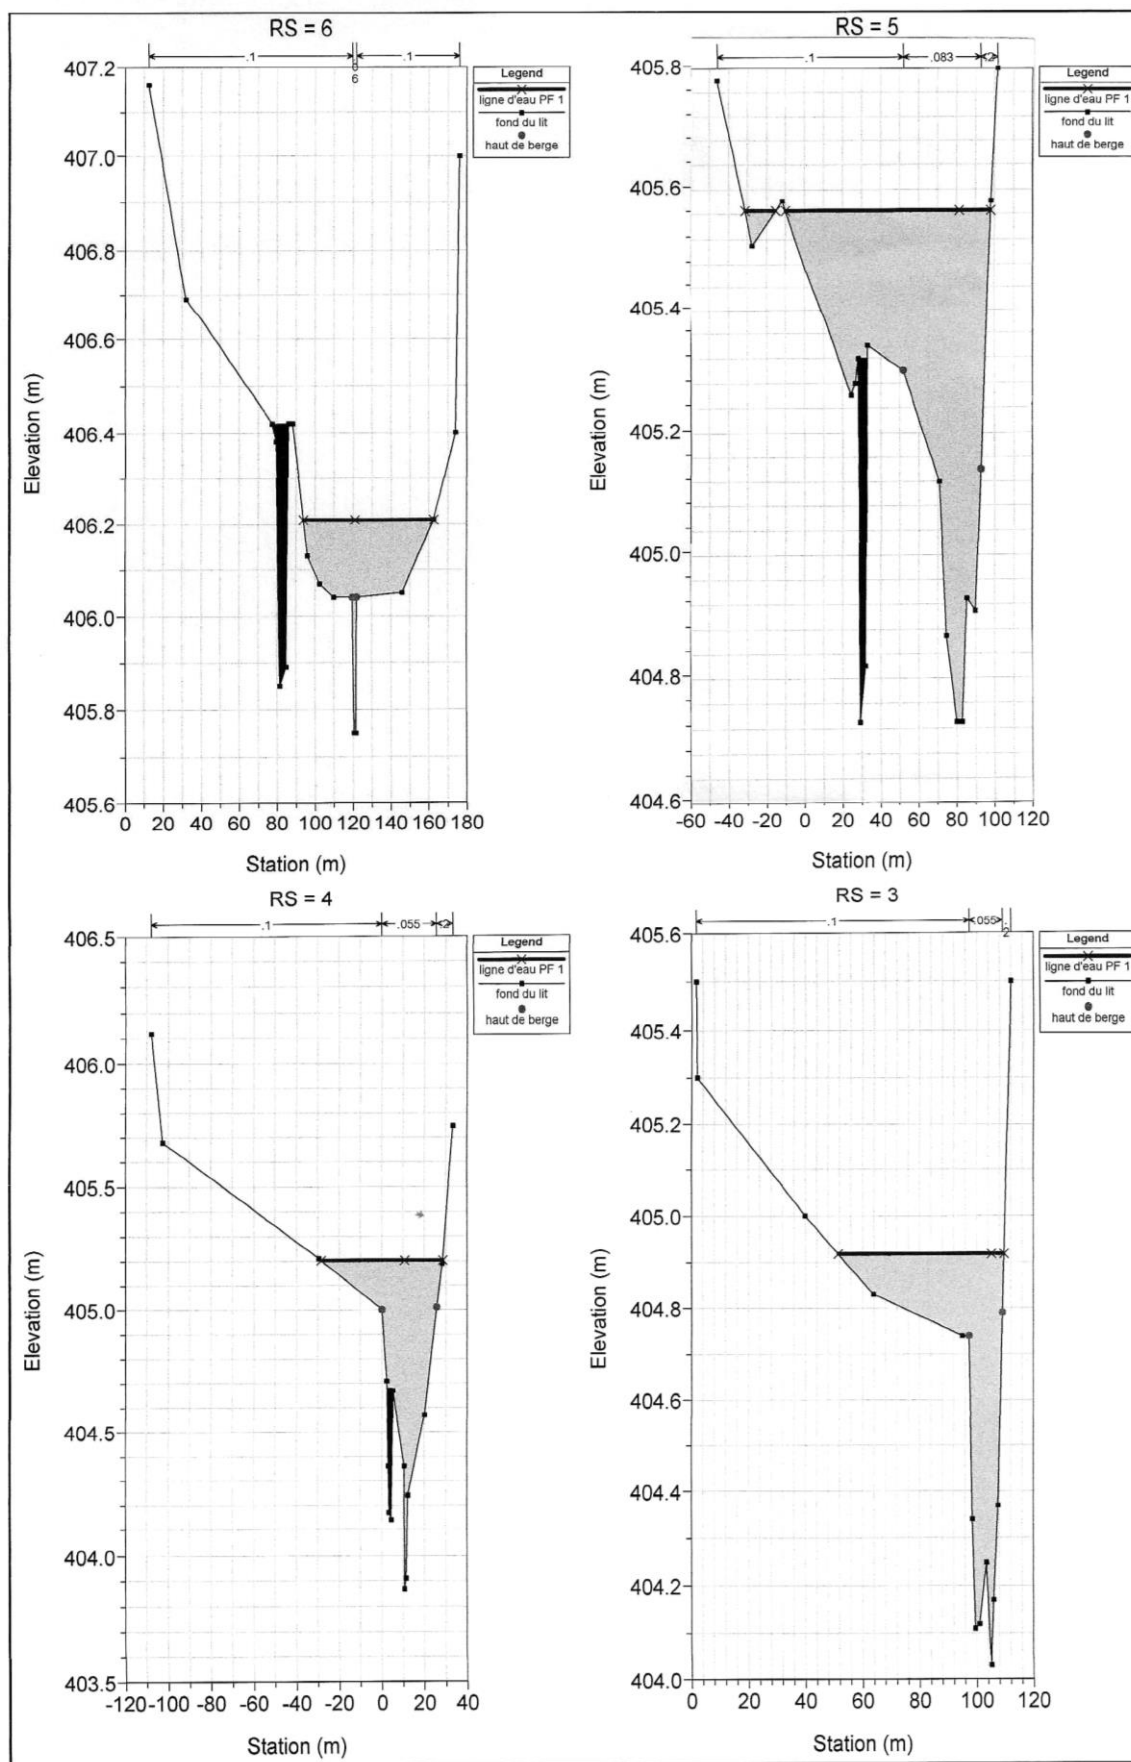 RS = 6
.1
.1
6
407.2
407.0
406.8
406.6
406.4
406.2
406.0
405.8
405.6
0 20 40 60 80 100 120 140 160 180
Elevation (m)
Station (m)
Legend
ligne d'eau PF 1
fond du lit
haut de berge
RS = 5
.1
.083
.2
405.8
405.6
405.4
405.2
405.0
404.8
404.6
-60 -40 -20 0 20 40 60 80 100 120
Elevation (m)
Station (m)
Legend
ligne d'eau PF 1
fond du lit
haut de berge
RS = 4
.1
.055
.2
406.5
406.0
405.5
405.0
404.5
404.0
403.5
-120 -100 -80 -60 -40 -20 0 20 40
Elevation (m)
Station (m)
Legend
ligne d'eau PF 1
fond du lit
haut de berge
RS = 3
.1
.055
.2
405.6
405.4
405.2
405.0
404.8
404.6
404.4
404.2
404.0
0 20 40 60 80 100 120
Elevation (m)
Station (m)
Legend
ligne d'eau PF 1
fond du lit
haut de berge